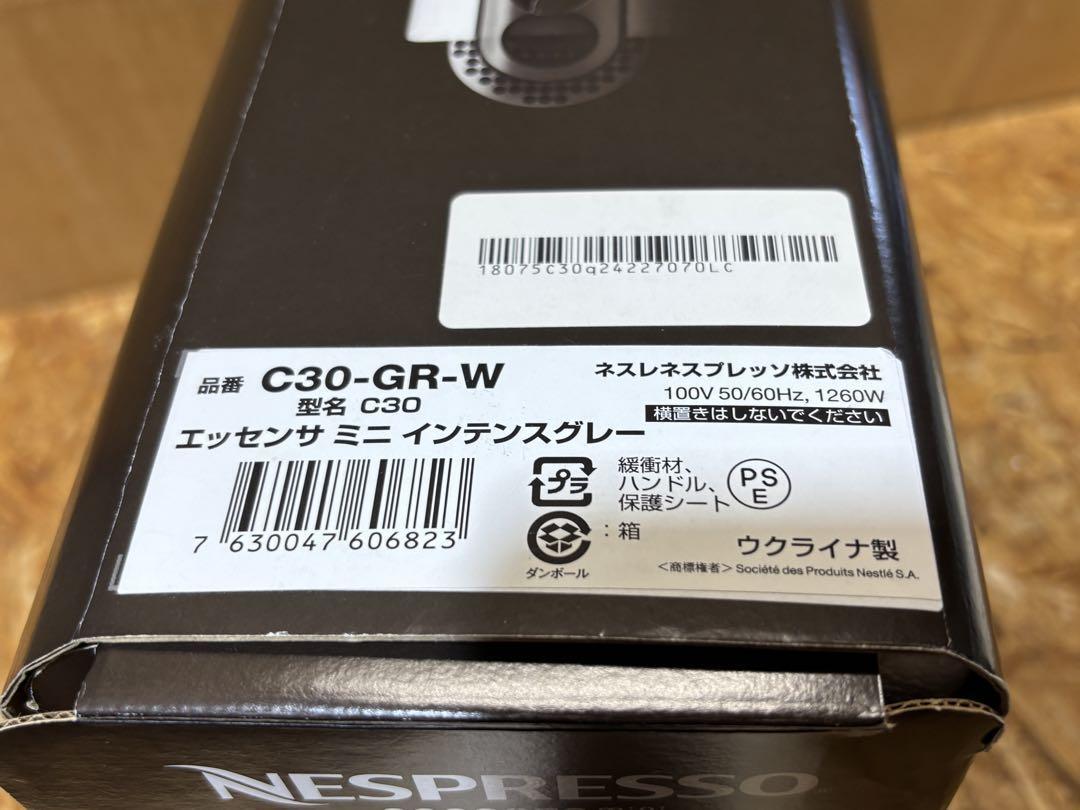 18075C30q24227070LC
品番 C30-GR-W
型名 C30
エッセンサ ミニ インテンスグレー
ネスレネスプレッソ株式会社
100V 50/60Hz, 1260W
横置きはしないでください
7 630047 606823
プラ
緩衝材、
ハンドル、
保護シート
PS
E
：箱
ダンボール
ウクライナ製
＜商標権者＞ Société des Produits Nestlé S.A.
NESPRESSO